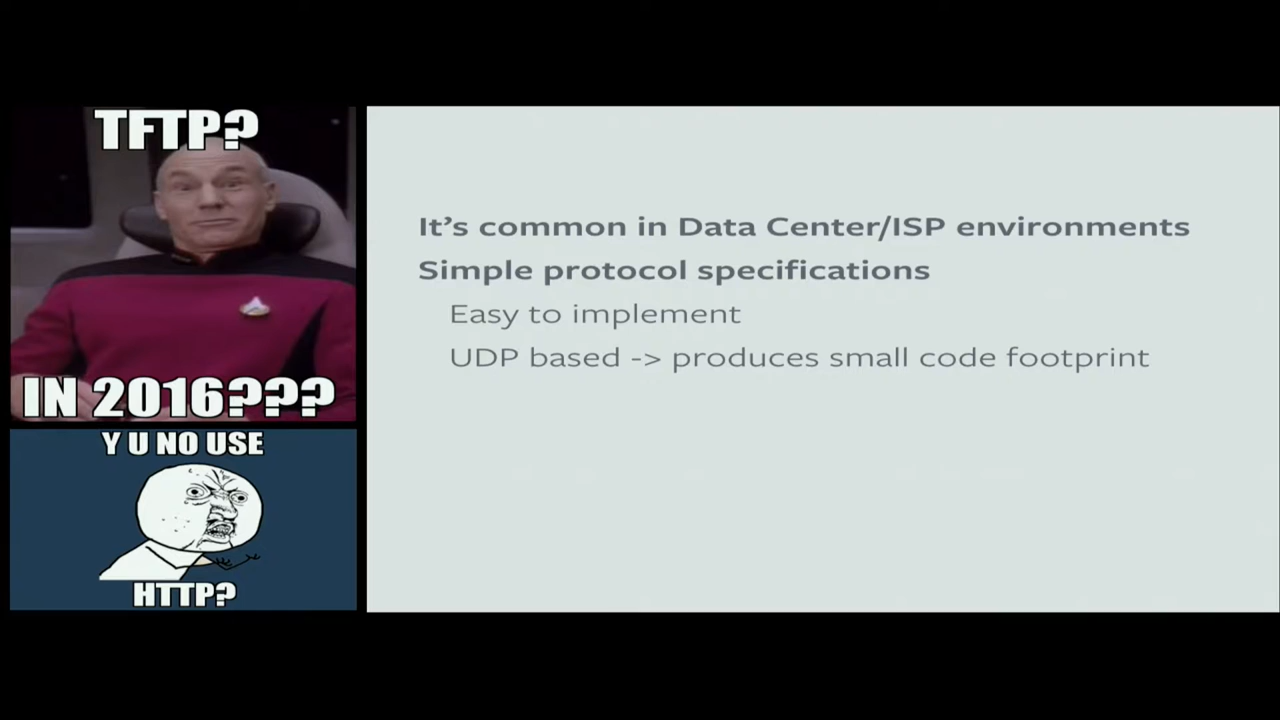 TFTP?
IN 2016???
Y U NO USE
HTTP?
It’s common in Data Center/ISP environments
Simple protocol specifications
Easy to implement
UDP based -> produces small code footprint